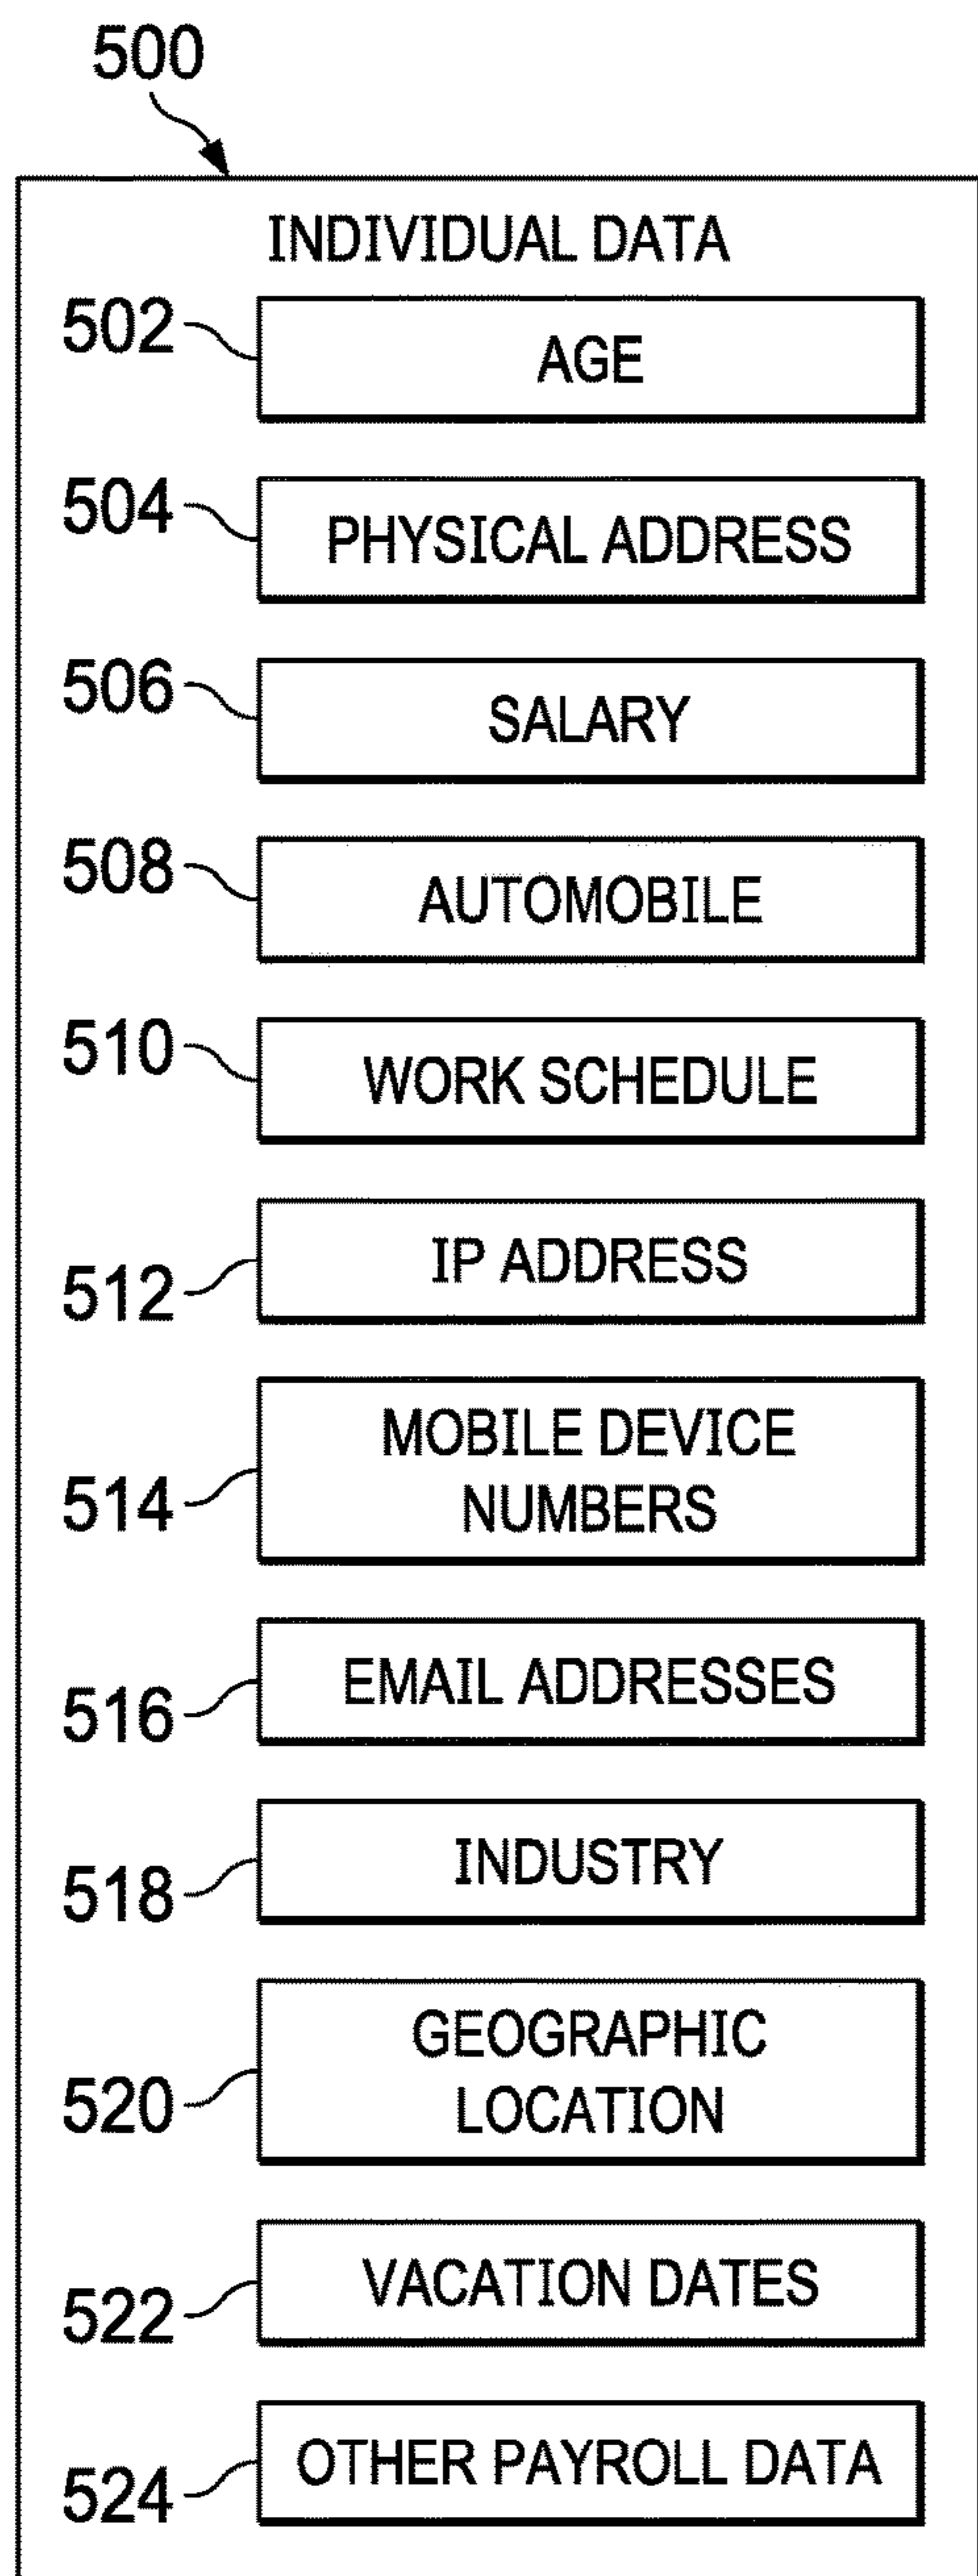 500
INDIVIDUAL DATA
502
AGE
504
PHYSICAL ADDRESS
506
SALARY
508
AUTOMOBILE
510
WORK SCHEDULE
512
IP ADDRESS
514
MOBILE DEVICE
NUMBERS
516
EMAIL ADDRESSES
518
INDUSTRY
520
GEOGRAPHIC
LOCATION
522
VACATION DATES
524
OTHER PAYROLL DATA